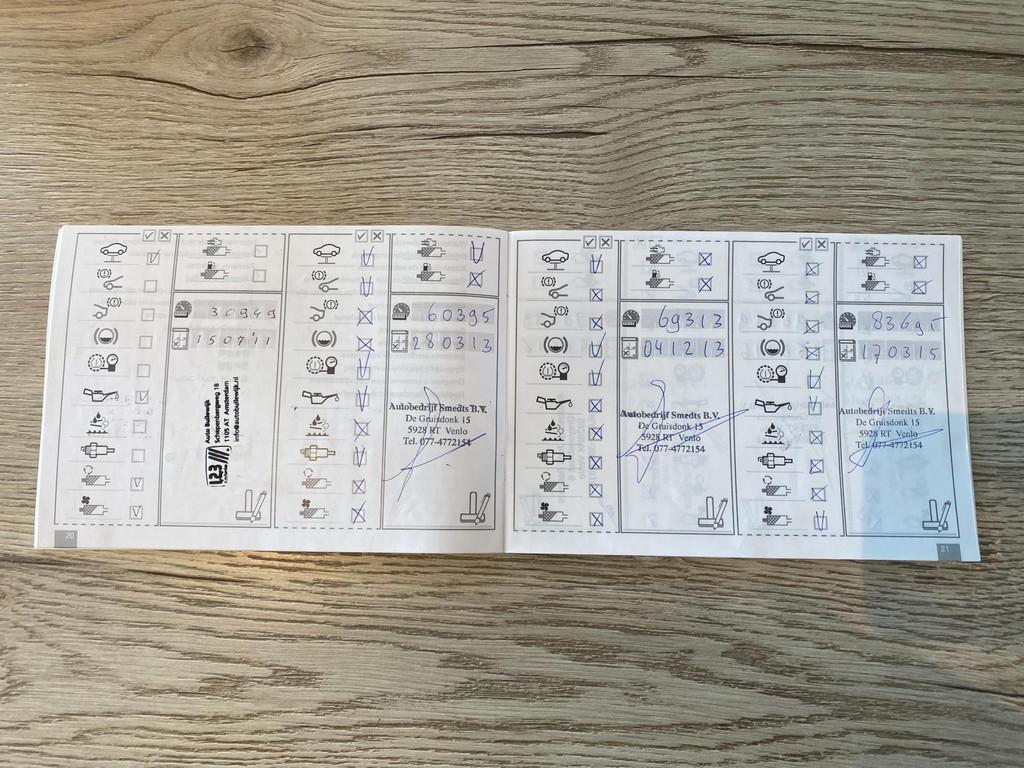 30949
150711
Auto Bullewijk
Schepenbergweg 18
1105 AT Amsterdam
info@autobullewijk.nl
123
60395
280313
Autobedrijf Smedts B.V.
De Gruisdonk 15
5928 RT Venlo
Tel. 077-4772154
20
69313
041213
Autobedrijf Smedts B.V.
De Gruisdonk 15
5928 RT Venlo
Tel. 077-4772154
83695
170315
Autobedrijf Smedts B.V.
De Gruisdonk 15
5928 RT Venlo
Tel. 077-4772154
21